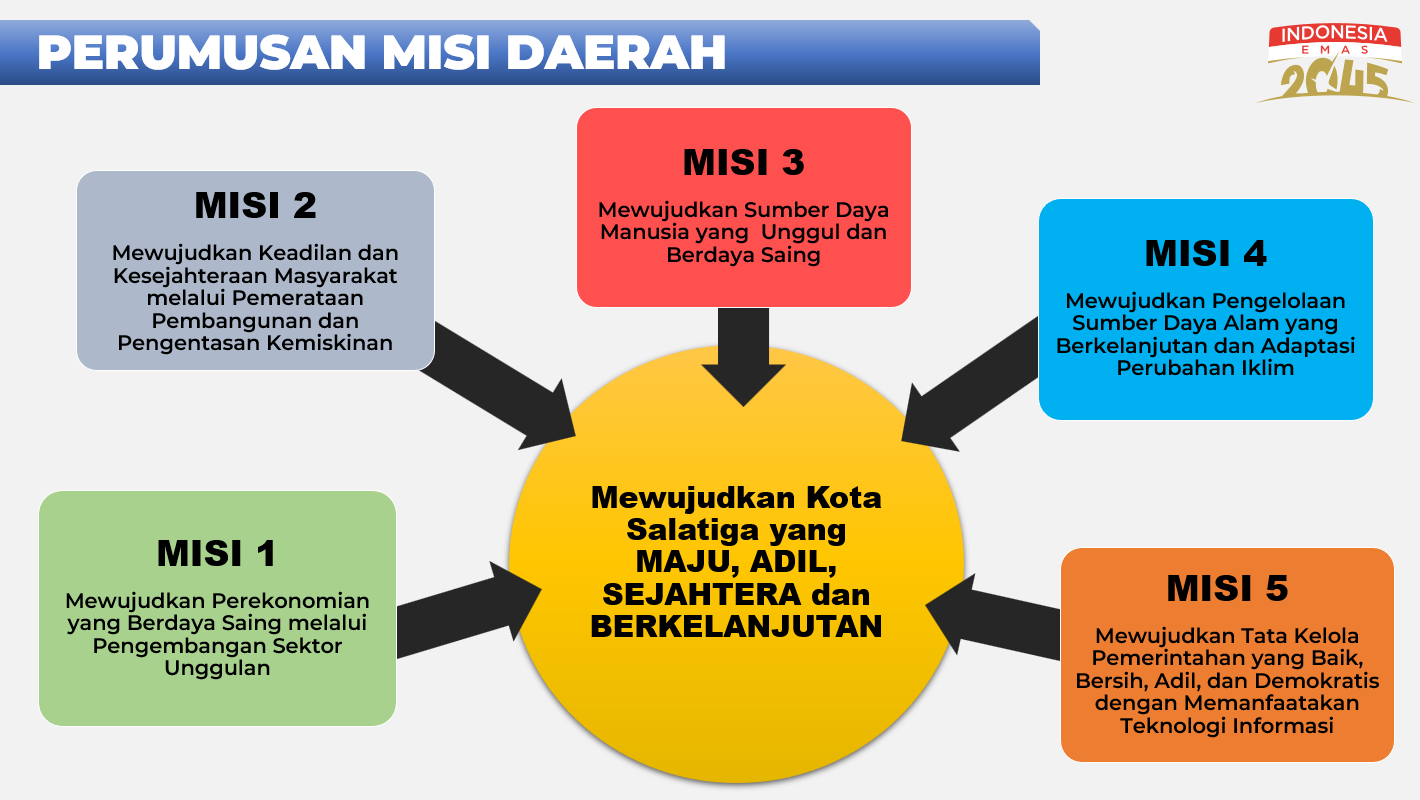 PERUMUSAN MISI DAERAH
INDONESIA
EMAS
2045
MISI 3
Mewujudkan Sumber Daya
Manusia yang  Unggul dan
Berdaya Saing
MISI 2
Mewujudkan Keadilan dan
Kesejahteraan Masyarakat
melalui Pemerataan
Pembangunan dan
Pengentasan Kemiskinan
MISI 4
Mewujudkan Pengelolaan
Sumber Daya Alam yang
Berkelanjutan dan Adaptasi
Perubahan Iklim
Mewujudkan Kota
Salatiga yang
MAJU, ADIL,
SEJAHTERA dan
BERKELANJUTAN
MISI 1
Mewujudkan Perekonomian
yang Berdaya Saing melalui
Pengembangan Sektor
Unggulan
MISI 5
Mewujudkan Tata Kelola
Pemerintahan yang Baik,
Bersih, Adil, dan Demokratis
dengan Memanfaatakan
Teknologi Informasi